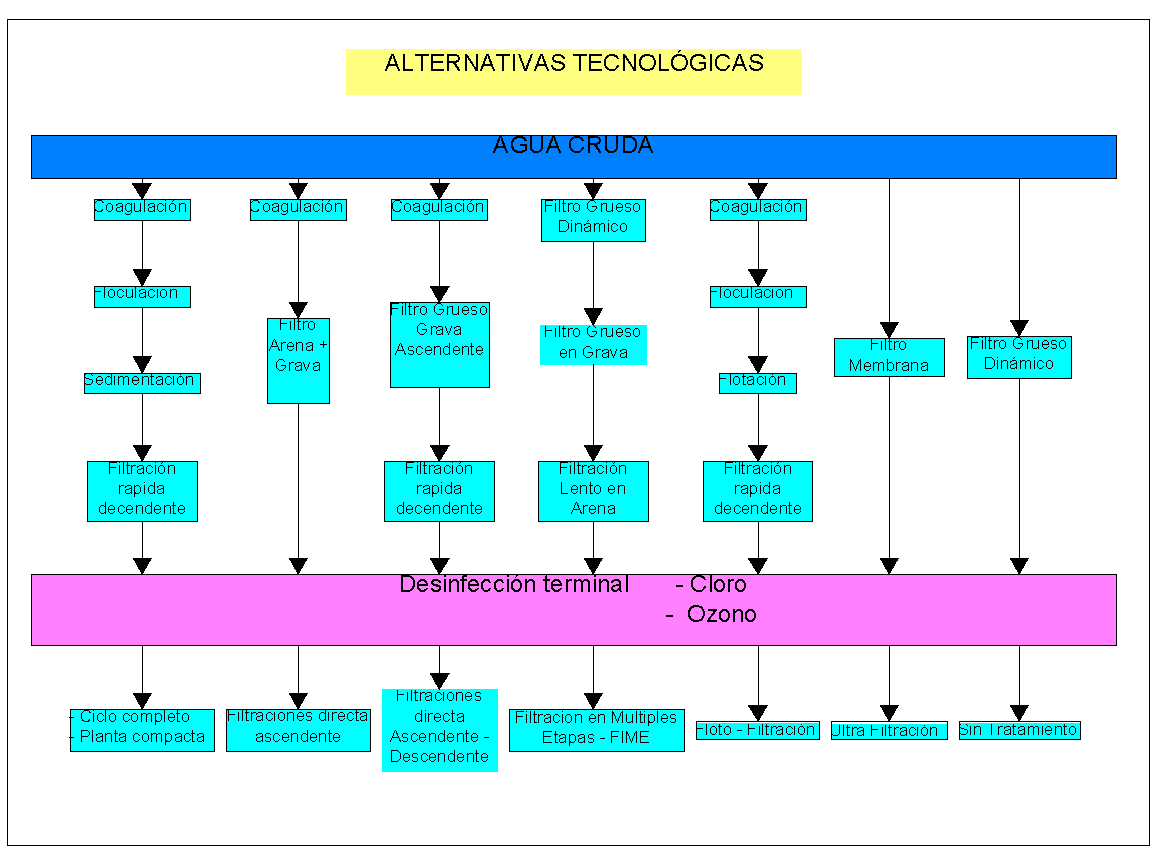 ALTERNATIVAS TECNOLÓGICAS
AGUA CRUDA
Coagulación
Coagulación
Coagulación
Filtro Grueso
Dinámico
Coagulación
Floculación
Filtro
Arena +
Grava
Filtro Grueso
Grava
Ascendente
Filtro Grueso
en Grava
Floculación
Filtro
Membrana
Filtro Grueso
Dinámico
Sedimentación
Flotación
Filtración
rapida
decendente
Filtración
rapida
decendente
Filtración
Lento en
Arena
Filtración
rapida
decendente
Desinfección terminal - Cloro
- Ozono
- Ciclo completo
- Planta compacta
Filtraciones directa
ascendente
Filtraciones
directa
Ascendente -
Descendente
Filtracion en Multiples
Etapas - FIME
Floto - Filtración
Ultra Filtración
Sin Tratamiento